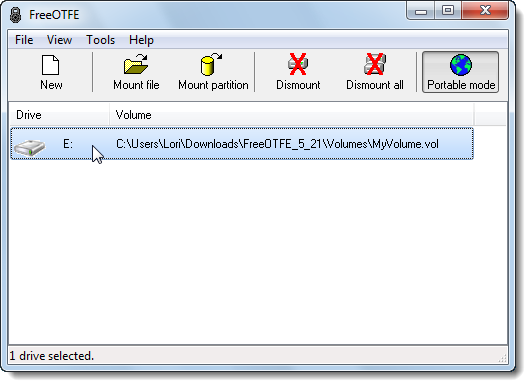 FreeOTFE
File View Tools Help
New Mount file Mount partition Dismount Dismount all Portable mode
Drive Volume
E: C:\Users\Lori\Downloads\FreeOTFE_5_21\Volumes\MyVolume.vol
1 drive selected.